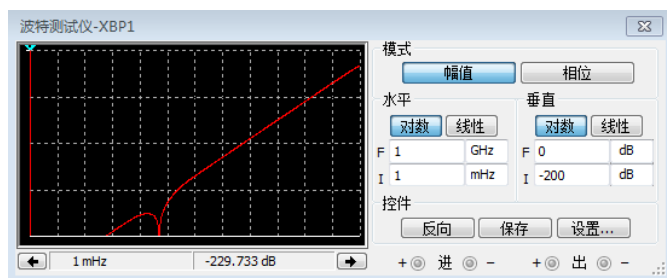 波特测试仪-XBP1
模式
幅值 相位
水平 垂直
对数 线性 对数 线性
F 1 GHz F 0 dB
I 1 mHz I -200 dB
控件
反向 保存 设置...
1 mHz -229.733 dB + 进 - + 出 -